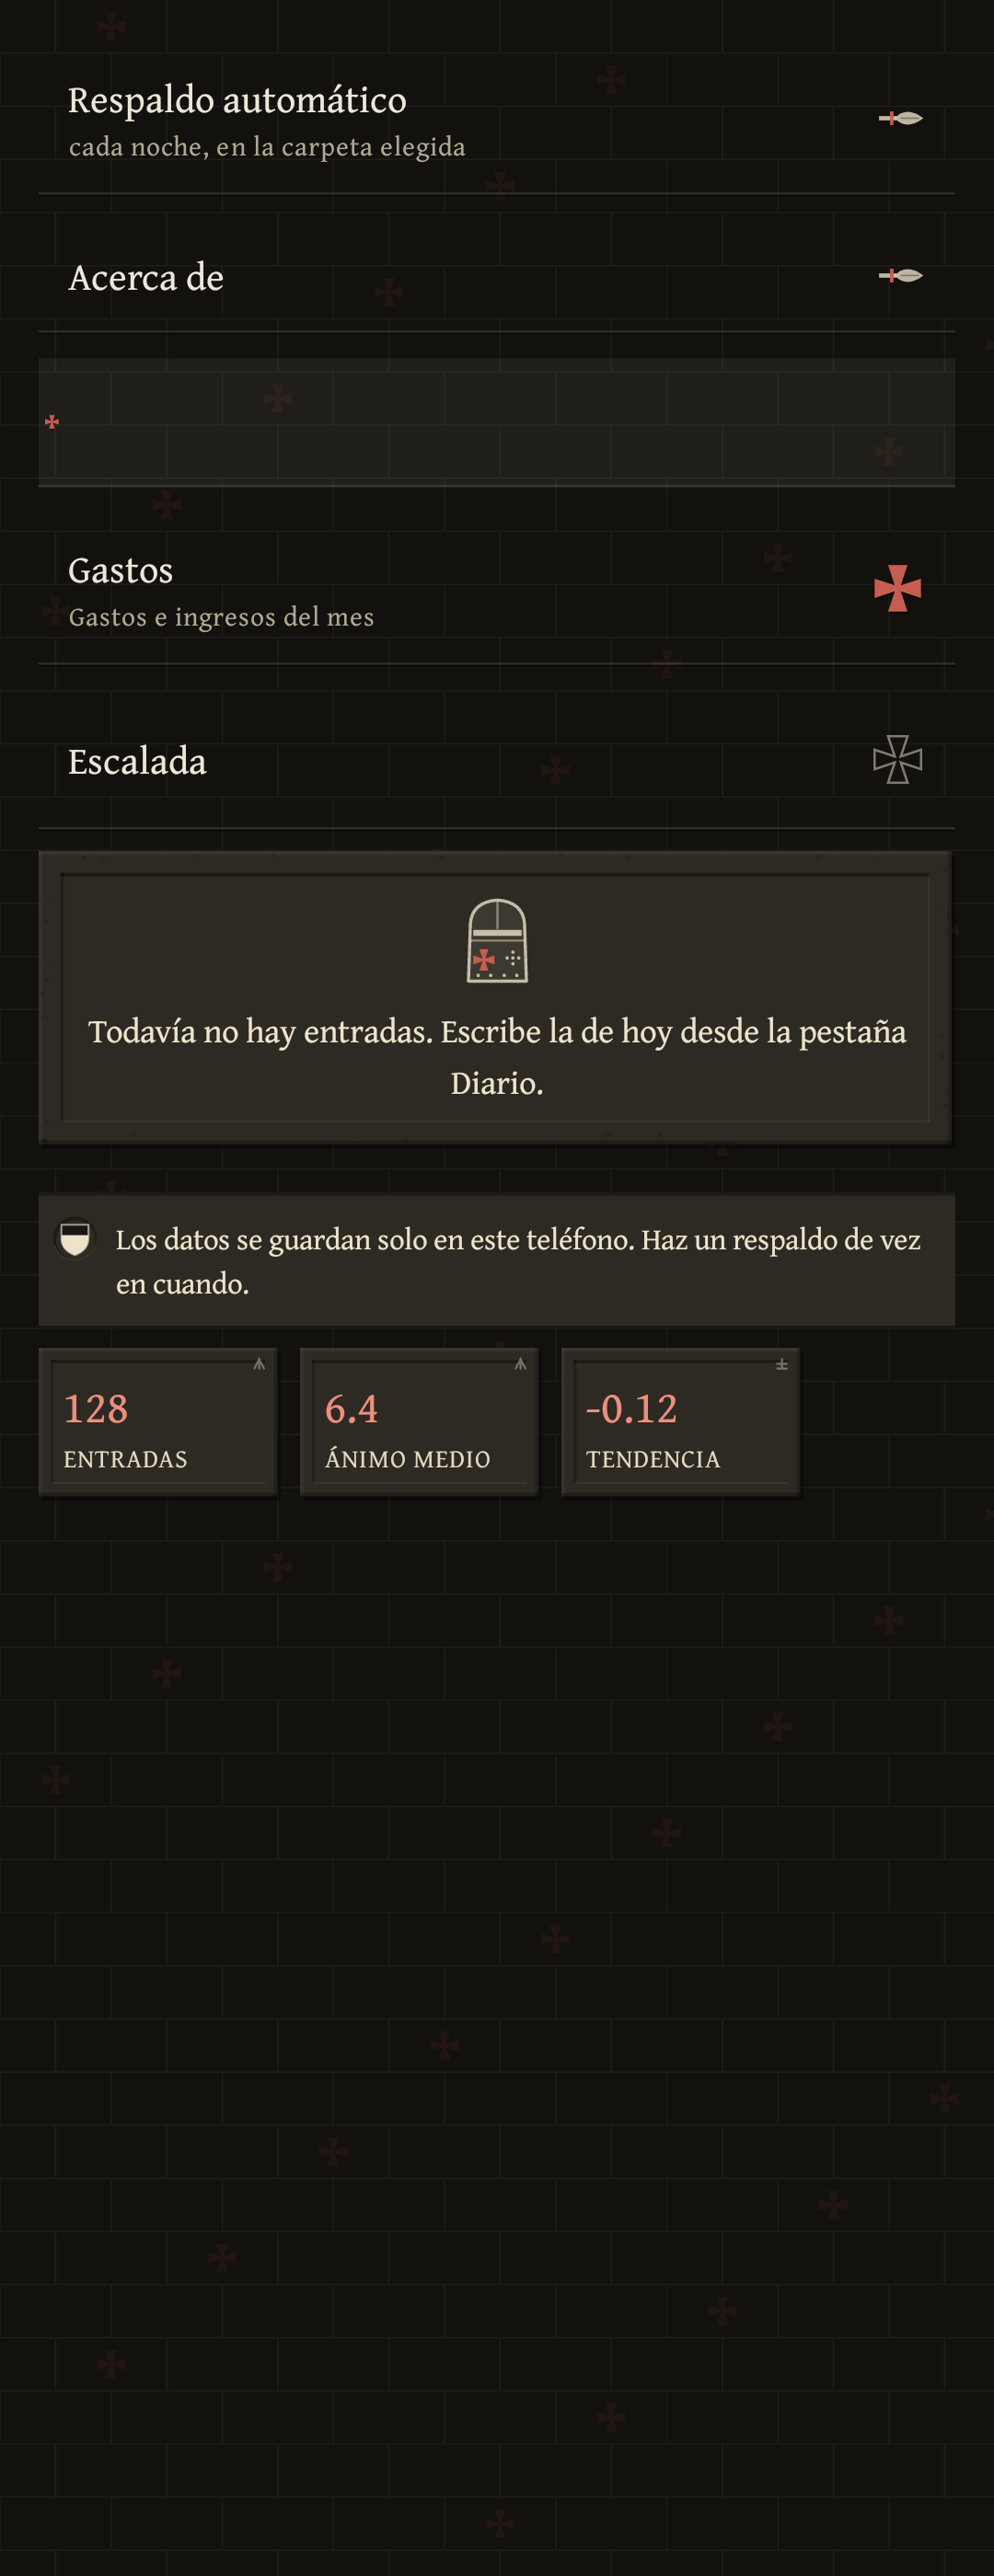 Respaldo automático
cada noche, en la carpeta elegida
Acerca de
Gastos
Gastos e ingresos del mes
Escalada
Todavía no hay entradas. Escribe la de hoy desde la pestaña
Diario.
Los datos se guardan solo en este teléfono. Haz un respaldo de vez
en cuando.
128
ENTRADAS
6.4
ÁNIMO MEDIO
-0.12
TENDENCIA